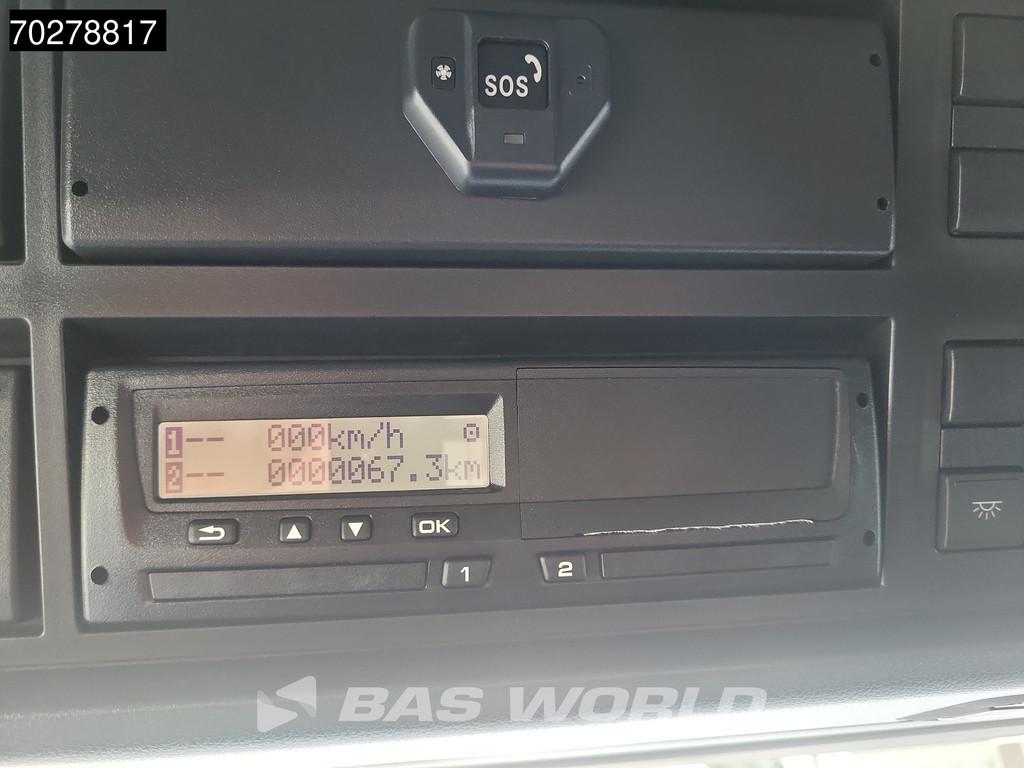 70278817
SOS
1-- 000km/h
2-- 0000067.3km
OK
1
2
BAS WORLD